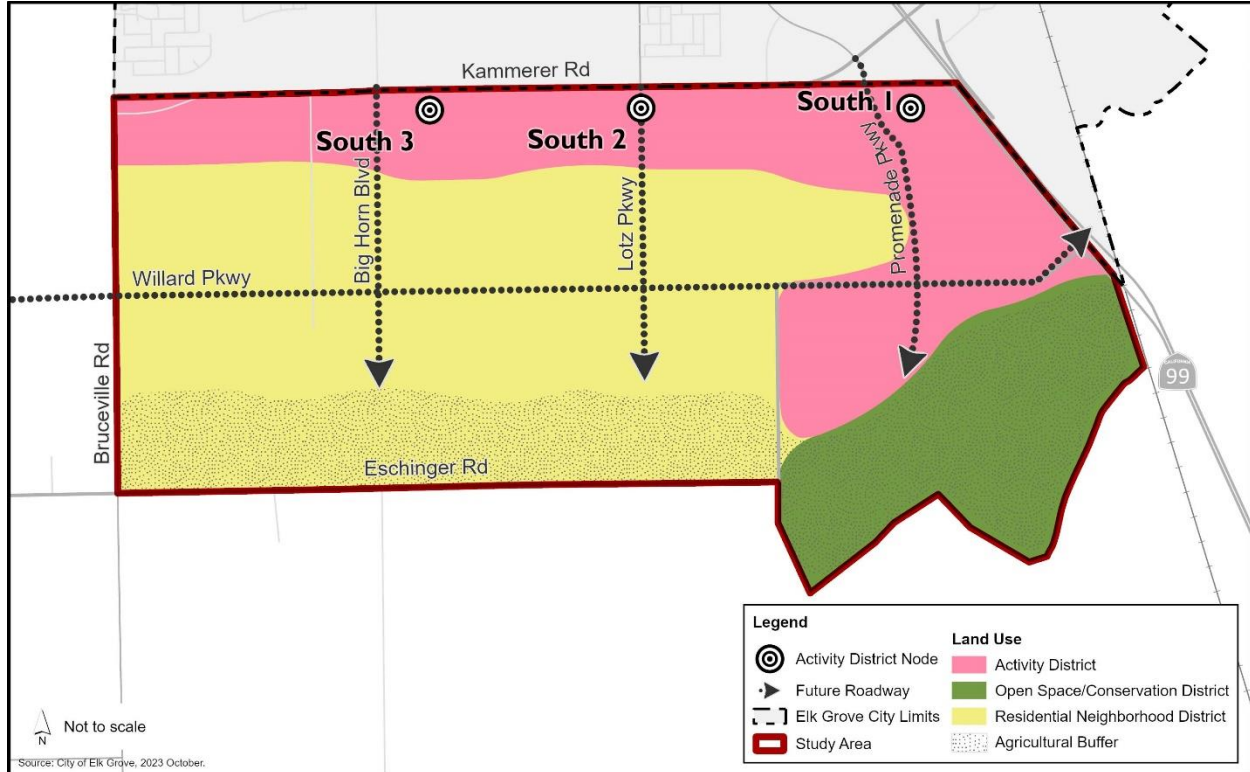 Kammerer Rd
South 3
South 2
South 1
Big Horn Blvd
Lotz Pkwy
Promenade Pkwy
Willard Pkwy
Bruceville Rd
Eschinger Rd
CALIFORNIA
99
Legend
Activity District Node
Future Roadway
Elk Grove City Limits
Study Area
Land Use
Activity District
Open Space/Conservation District
Residential Neighborhood District
Agricultural Buffer
N
Not to scale
Source: City of Elk Grove, 2023 October.